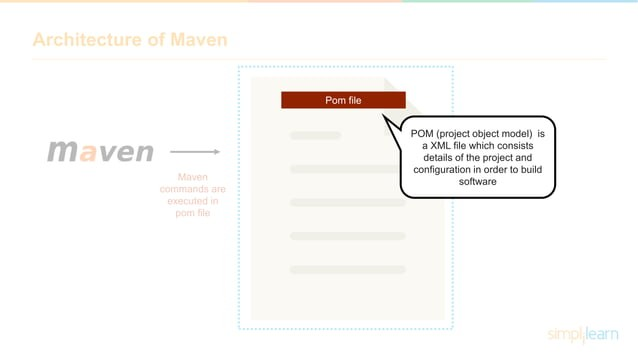 Architecture of Maven
Pom file
POM (project object model) is
a XML file which consists
details of the project and
configuration in order to build
software
maven
Maven
commands are
executed in
pom file
simplilearn